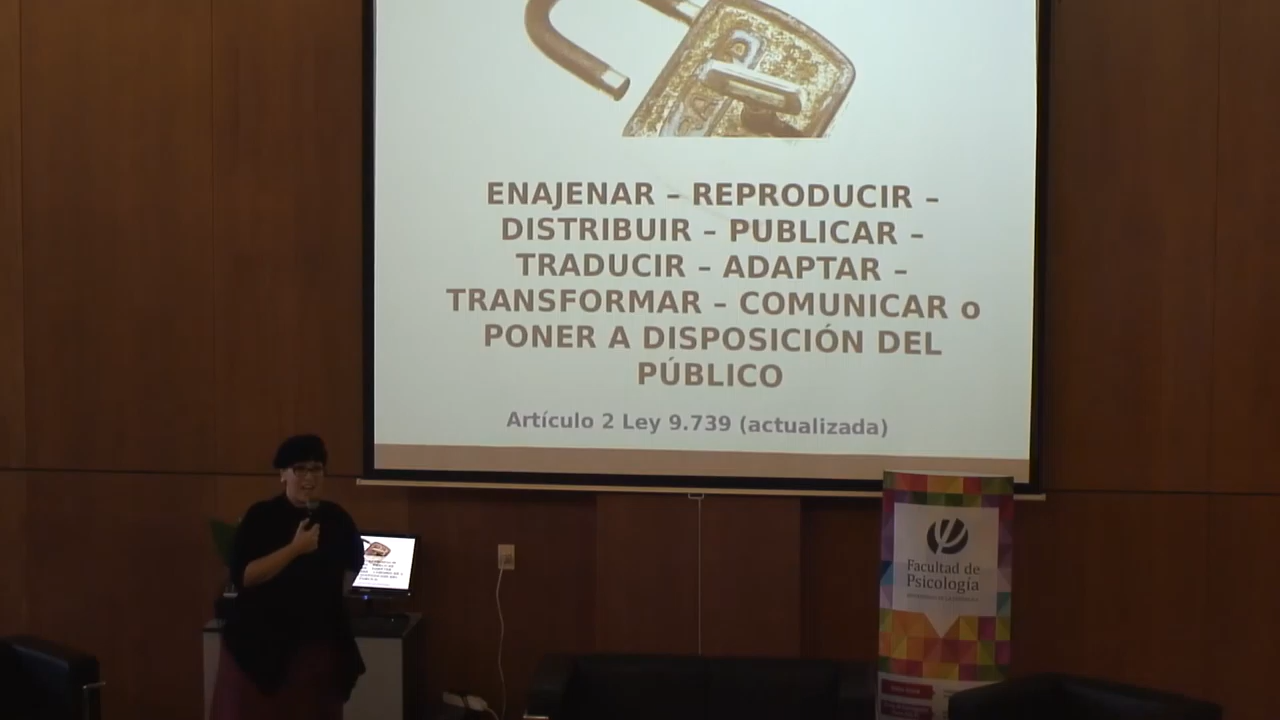 ENAJENAR – REPRODUCIR –
DISTRIBUIR – PUBLICAR –
TRADUCIR – ADAPTAR –
TRANSFORMAR – COMUNICAR o
PONER A DISPOSICIÓN DEL
PÚBLICO
Artículo 2 Ley 9.739 (actualizada)
Facultad de
Psicología